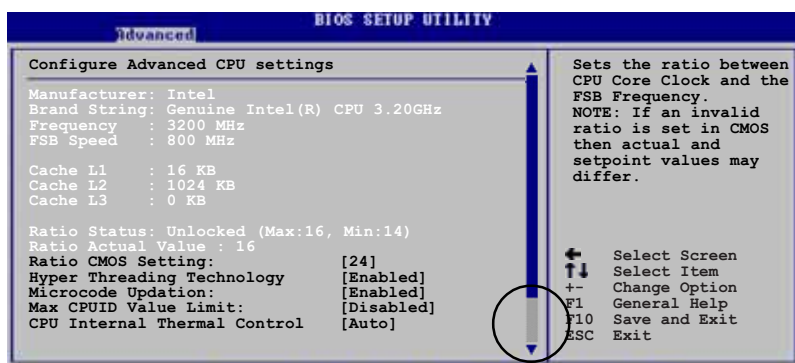 BIOS SETUP UTILITY
Advanced
Configure Advanced CPU settings
Manufacturer: Intel
Brand String: Genuine Intel(R) CPU 3.20GHz
Frequency : 3200 MHz
FSB Speed : 800 MHz
Cache L1 : 16 KB
Cache L2 : 1024 KB
Cache L3 : 0 KB
Ratio Status: Unlocked (Max:16, Min:14)
Ratio Actual Value : 16
Ratio CMOS Setting: [24]
Hyper Threading Technology [Enabled]
Microcode Updation: [Enabled]
Max CPUID Value Limit: [Disabled]
CPU Internal Thermal Control [Auto]
Sets the ratio between
CPU Core Clock and the
FSB Frequency.
NOTE: If an invalid
ratio is set in CMOS
then actual and
setpoint values may
differ.
Select Screen
Select Item
+- Change Option
F1 General Help
F10 Save and Exit
ESC Exit